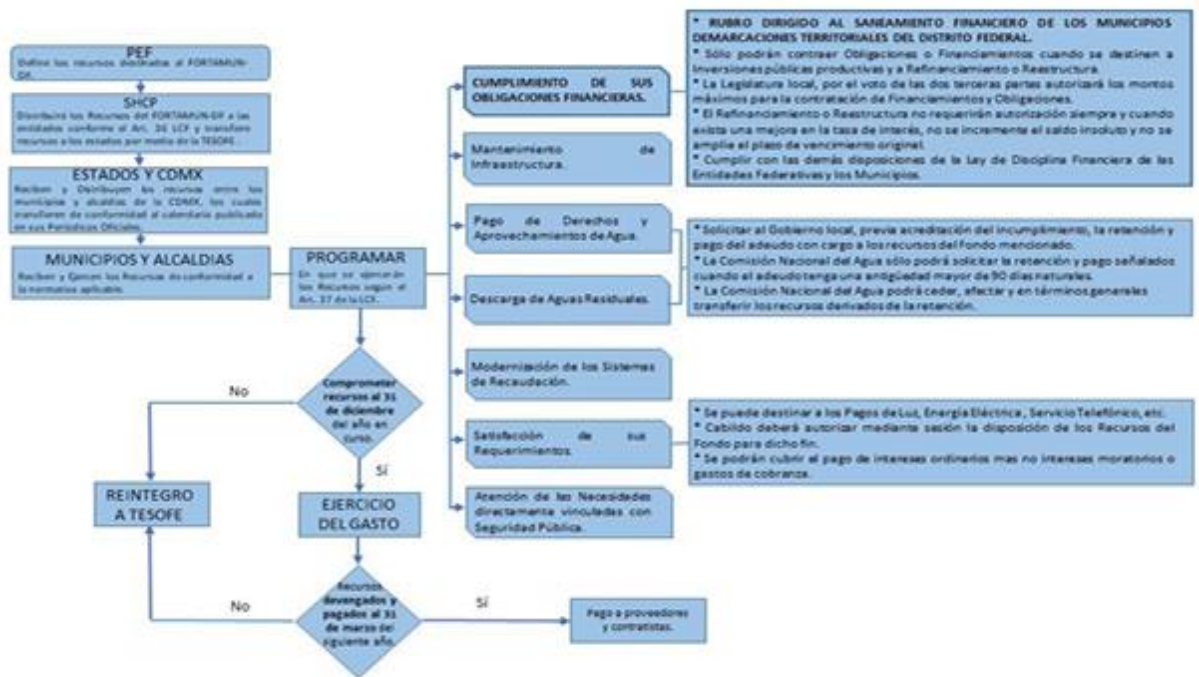 PEF
Define los recursos destinados al FORTAMUN-
DF.
SHCP
Distribuirá los Recursos del FORTAMUN-DF a las
entidades conforme al Art. 36 LCF y transfiere
recursos a los estados por medio de la TESOFE.
ESTADOS Y CDMX
Reciben y Distribuyen los recursos entre los
municipios y alcaldías de la CDMX, los cuales
transfieren de conformidad al calendario publicado
en sus Periódicos Oficiales.
MUNICIPIOS Y ALCALDIAS
Reciben y Ejercen los Recursos de conformidad a
la normativa aplicable.
PROGRAMAR
En que se ejercerán
los Recursos según el
Art. 37 de la LCF.
Comprometer
recursos al 31
de diciembre
del año en
curso.
No
Sí
REINTEGRO
A TESOFE
EJERCICIO
DEL GASTO
Recursos
devengados y
pagados al 31
de marzo del
siguiente año.
No
Sí
Pago a proveedores
y contratistas.
CUMPLIMIENTO DE SUS
OBLIGACIONES FINANCIERAS.
Mantenimiento de
Infraestructura.
Pago de Derechos y
Aprovechamientos de Agua.
Descarga de Aguas Residuales.
Modernización de los Sistemas
de Recaudación.
Satisfacción de sus
Requerimientos.
Atención de las Necesidades
directamente vinculadas con
Seguridad Pública.
* RUBRO DIRIGIDO AL SANEAMIENTO FINANCIERO DE LOS MUNICIPIOS
DEMARCACIONES TERRITORIALES DEL DISTRITO FEDERAL.
* Sólo podrán contraer Obligaciones o Financiamientos cuando se destinen a
Inversiones públicas productivas y a Refinanciamiento o Reestructura.
* La Legislatura local, por el voto de las dos terceras partes autorizará los montos
máximos para la contratación de Financiamientos y Obligaciones.
* El Refinanciamiento o Reestructura no requerirán autorización siempre y cuando
exista una mejora en la tasa de interés, no se incremente el saldo insoluto y no se
amplíe el plazo de vencimiento original.
* Cumplir con las demás disposiciones de la Ley de Disciplina Financiera de las
Entidades Federativas y los Municipios.
* Solicitar al Gobierno local, previa acreditación del incumplimiento, la retención y
pago del adeudo con cargo a los recursos del Fondo mencionado.
* La Comisión Nacional del Agua sólo podrá solicitar la retención y pago señalados
cuando el adeudo tenga una antigüedad mayor de 90 días naturales.
* La Comisión Nacional del Agua podrá ceder, afectar y en términos generales
transferir los recursos derivados de la retención.
* Se puede destinar a los Pagos de Luz, Energía Eléctrica, Servicio Telefónico, etc.
* Cabildo deberá autorizar mediante sesión la disposición de los Recursos del
Fondo para dicho fin.
* Se podrán cubrir el pago de intereses ordinarios mas no intereses moratorios o
gastos de cobranza.